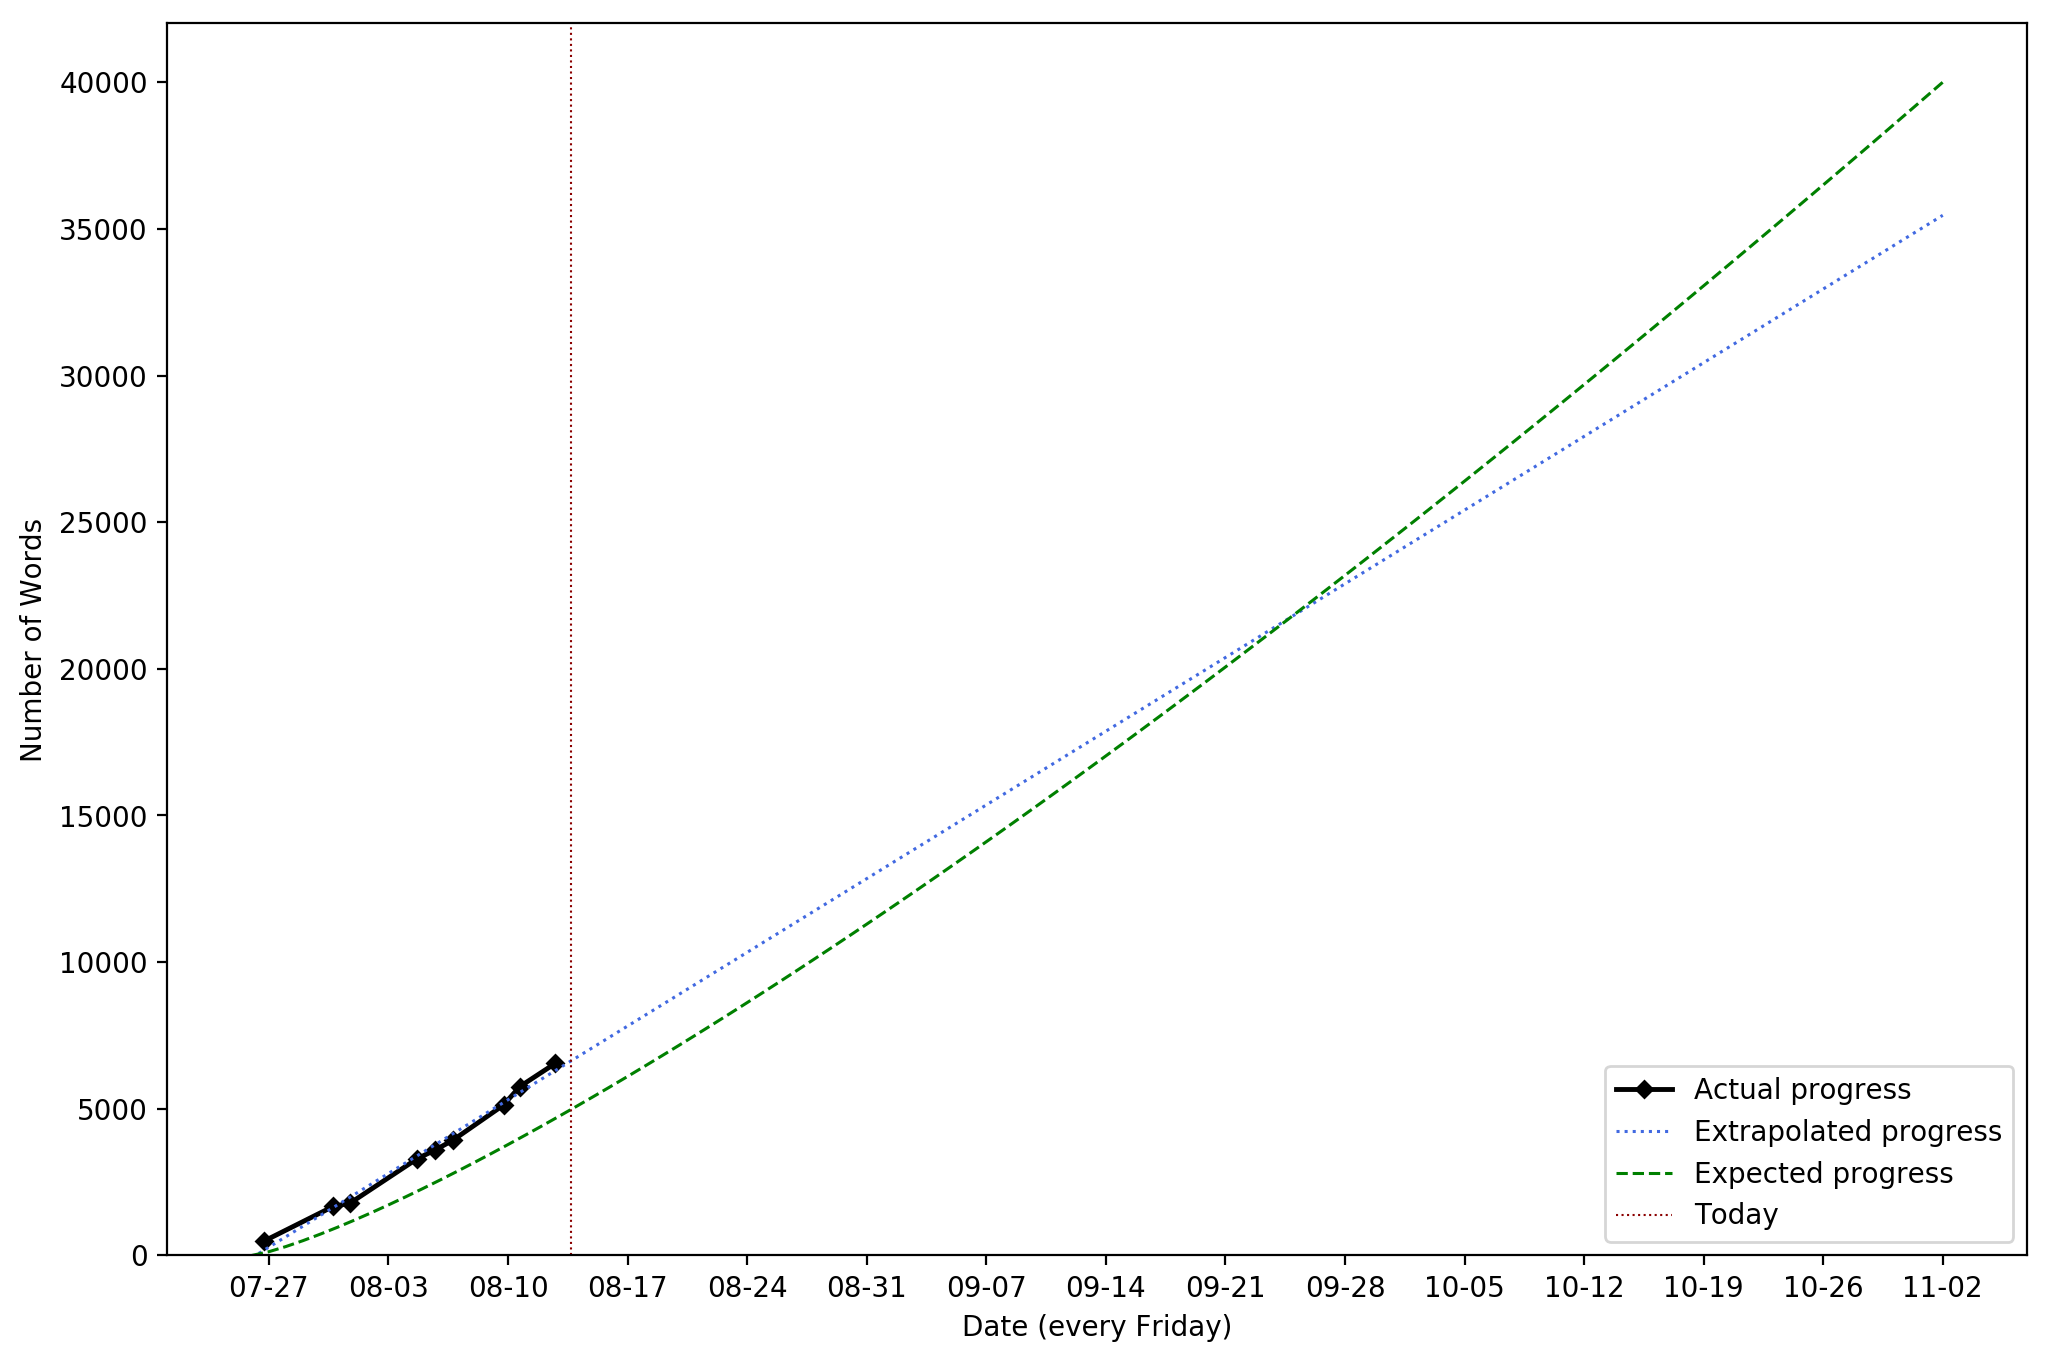 40000
35000
30000
25000
20000
15000
10000
5000
0
Number of Words
07-27 08-03 08-10 08-17 08-24 08-31 09-07 09-14 09-21 09-28 10-05 10-12 10-19 10-26 11-02
Date (every Friday)
Actual progress
Extrapolated progress
Expected progress
Today